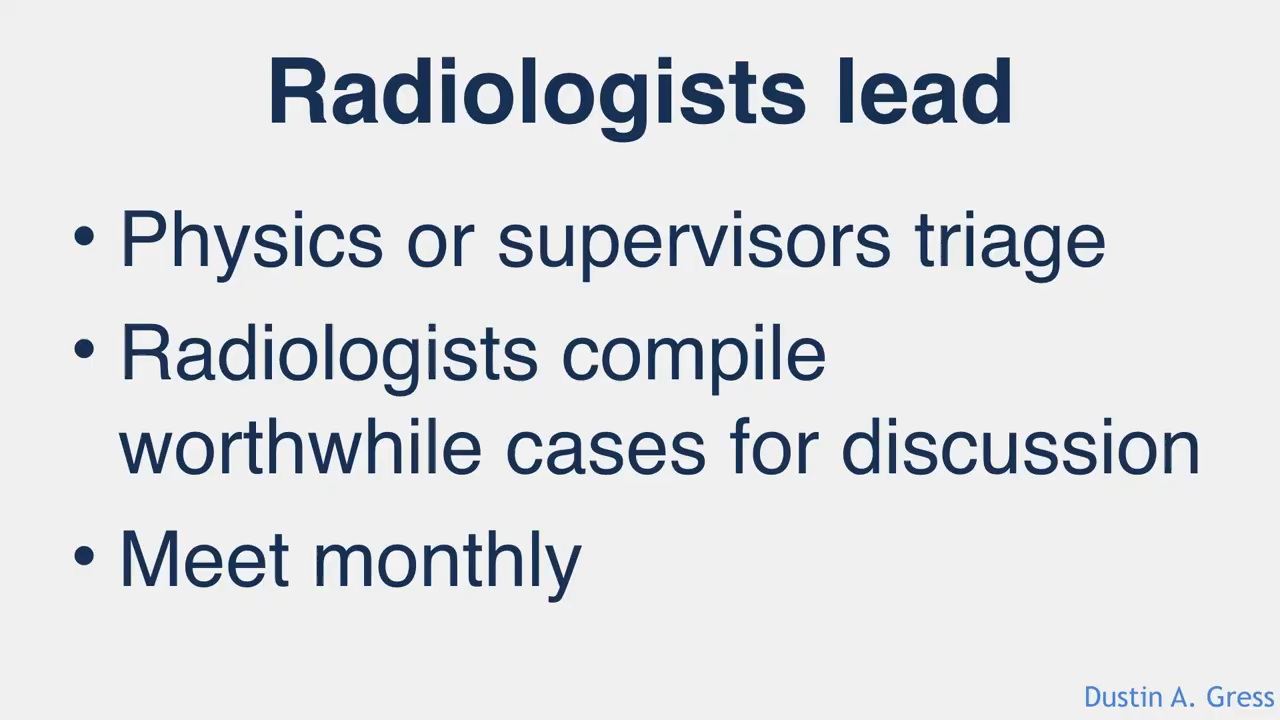 Radiologists lead
• Physics or supervisors triage
• Radiologists compile
worthwhile cases for discussion
• Meet monthly
Dustin A. Gress